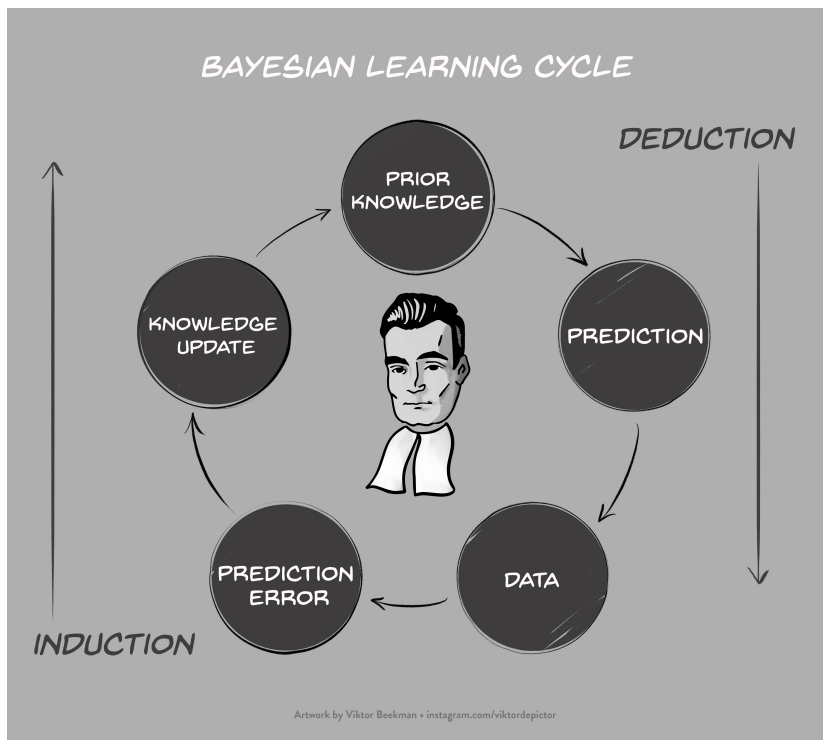 BAYESIAN LEARNING CYCLE
DEDUCTION
PRIOR
KNOWLEDGE
PREDICTION
DATA
PREDICTION
ERROR
KNOWLEDGE
UPDATE
INDUCTION
Artwork by Viktor Beekman • instagram.com/viktordepictor